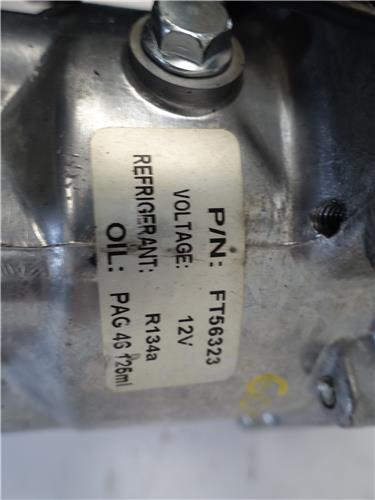 P/N: FT56323
VOLTAGE: 12V
REFRIGERANT: R134a
OIL: PAG 46 126ml